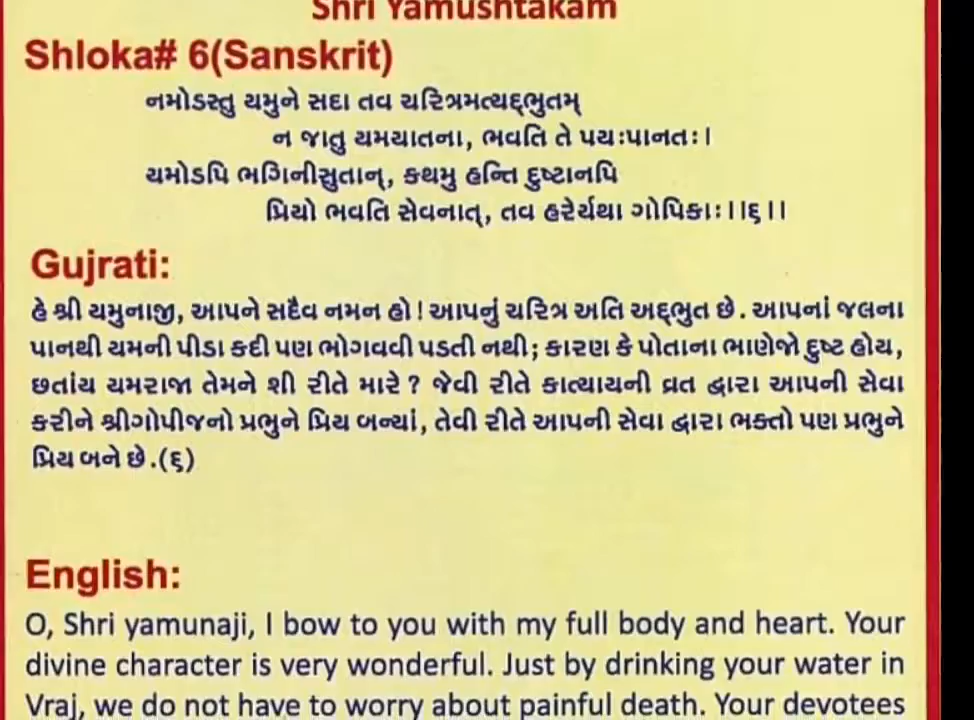 Shri Yamushtakam
Shloka# 6(Sanskrit)
નમોડસ્તુ યમુને સદા તવ ચરિત્રમત્યદ્ભુતમ્
ન જાતુ યમયાતના, ભવતિ તે પયઃપાનતઃ।
યમોડપિ ભગિનીસુતાન્, કથમુ હન્તિ દુષ્ટાનપિ
પ્રિયો ભવતિ સેવનાત્, તવ હરેર્યથા ગોપિકાઃ।।૬।।
Gujrati:
હે શ્રી યમુનાજી, આપને સદૈવ નમન હો! આપનું ચરિત્ર અતિ અદ્ભુત છે. આપનાં જલના
પાનથી યમની પીડા કદી પણ ભોગવવી પડતી નથી; કારણ કે પોતાના ભાણેજો દુષ્ટ હોય,
છતાંય યમરાજા તેમને શી રીતે મારે? જેવી રીતે કાત્યાયની વ્રત દ્વારા આપની સેવા
કરીને શ્રીગોપીજનો પ્રભુને પ્રિય બન્યાં, તેવી રીતે આપની સેવા દ્વારા ભક્તો પણ પ્રભુને
પ્રિય બને છે.(૬)
English:
O, Shri yamunaji, I bow to you with my full body and heart. Your
divine character is very wonderful. Just by drinking your water in
Vraj, we do not have to worry about painful death. Your devotees